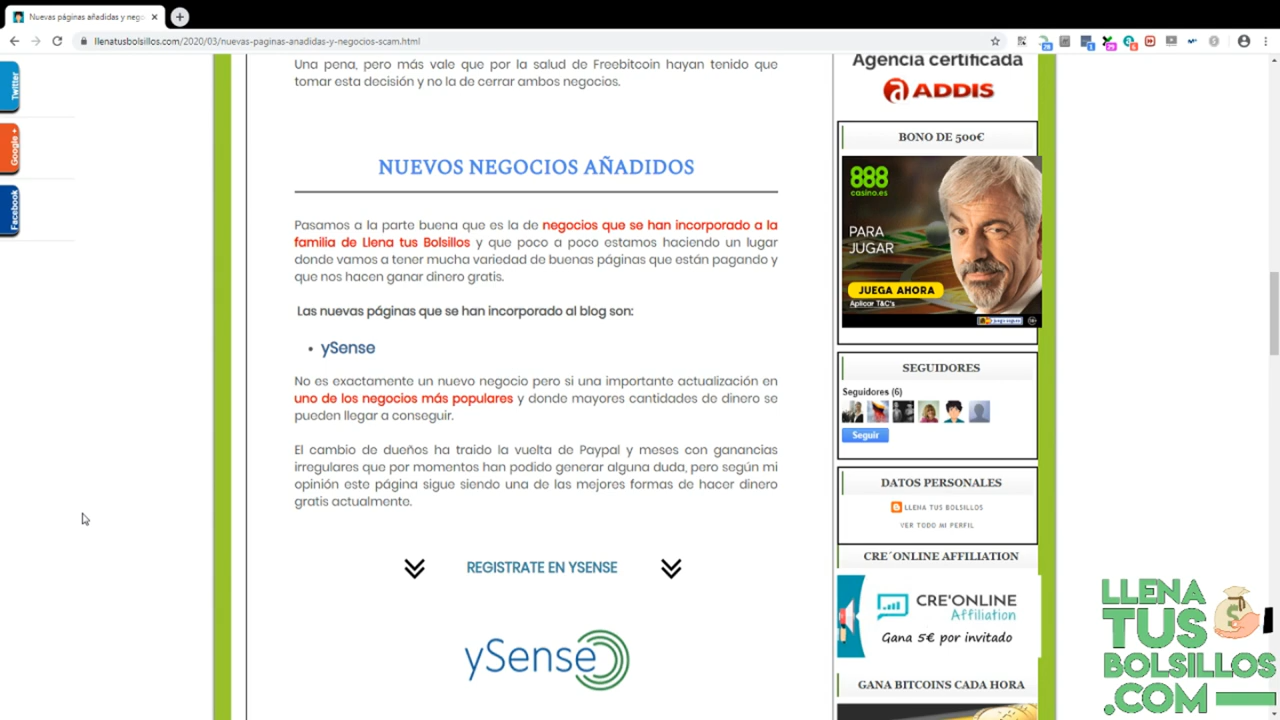 Nuevas páginas añadidas y nego
llenatusbolsillos.com/2020/03/nuevas-paginas-anadidas-y-negocios-scam.html
Twitter
Google +
Facebook
Una pena, pero más vale que por la salud de Freebitcoin hayan tenido que
tomar esta decisión y no la de cerrar ambos negocios.
NUEVOS NEGOCIOS AÑADIDOS
Pasamos a la parte buena que es la de negocios que se han incorporado a la
familia de Llena tus Bolsillos y que poco a poco estamos haciendo un lugar
donde vamos a tener mucha variedad de buenas páginas que están pagando y
que nos hacen ganar dinero gratis.
Las nuevas páginas que se han incorporado al blog son:
ySense
No es exactamente un nuevo negocio pero si una importante actualización en
uno de los negocios más populares y donde mayores cantidades de dinero se
pueden llegar a conseguir.
El cambio de dueños ha traido la vuelta de Paypal y meses con ganancias
irregulares que por momentos han podido generar alguna duda, pero según mi
opinión este página sigue siendo una de las mejores formas de hacer dinero
gratis actualmente.
REGISTRATE EN YSENSE
ySense
Agencia certificada
ADDIS
BONO DE 500€
888
casino.es
PARA
JUGAR
JUEGA AHORA
Aplicar T&C's
SEGUIDORES
Seguidores (6)
Seguir
DATOS PERSONALES
LLENA TUS BOLSILLOS
VER TODO MI PERFIL
CRE´ONLINE AFFILIATION
CRE'ONLINE
Affiliation
Gana 5€ por invitado
GANA BITCOINS CADA HORA
LLENA
TUS
BOLSILLOS
.COM